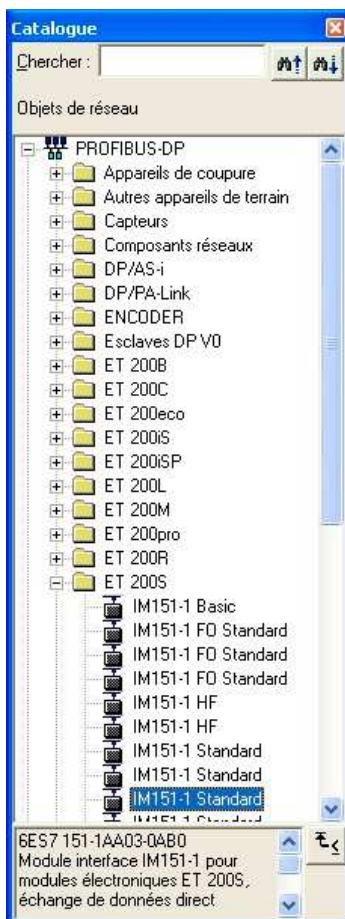 Catalogue
Chercher :
Objets de réseau
PROFIBUS-DP
Appareils de coupure
Autres appareils de terrain
Capteurs
Composants réseaux
DP/AS-i
DP/PA-Link
ENCODER
Esclaves DP V0
ET 200B
ET 200C
ET 200eco
ET 200iS
ET 200iSP
ET 200L
ET 200M
ET 200pro
ET 200R
ET 200S
IM151-1 Basic
IM151-1 FO Standard
IM151-1 FO Standard
IM151-1 FO Standard
IM151-1 HF
IM151-1 HF
IM151-1 Standard
IM151-1 Standard
IM151-1 Standard
IM151-1 Standard
6ES7 151-1AA03-0AB0
Module interface IM151-1 pour
modules électroniques ET 200S,
échange de données direct